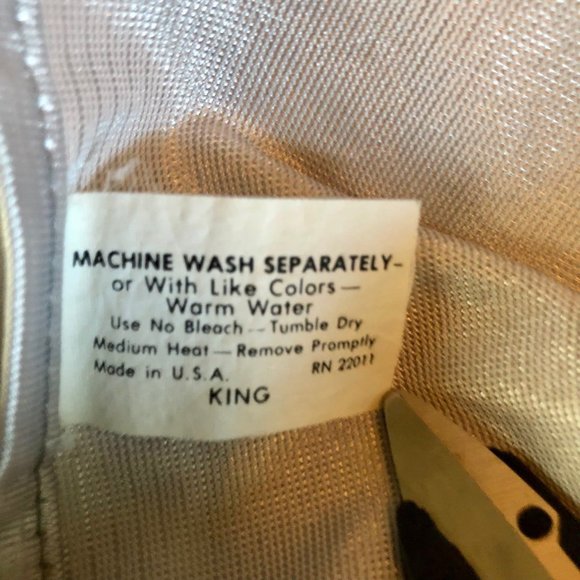 MACHINE WASH SEPARATELY–
or With Like Colors —
Warm Water
Use No Bleach — Tumble Dry
Medium Heat — Remove Promptly
Made in U.S.A. RN 22011
KING